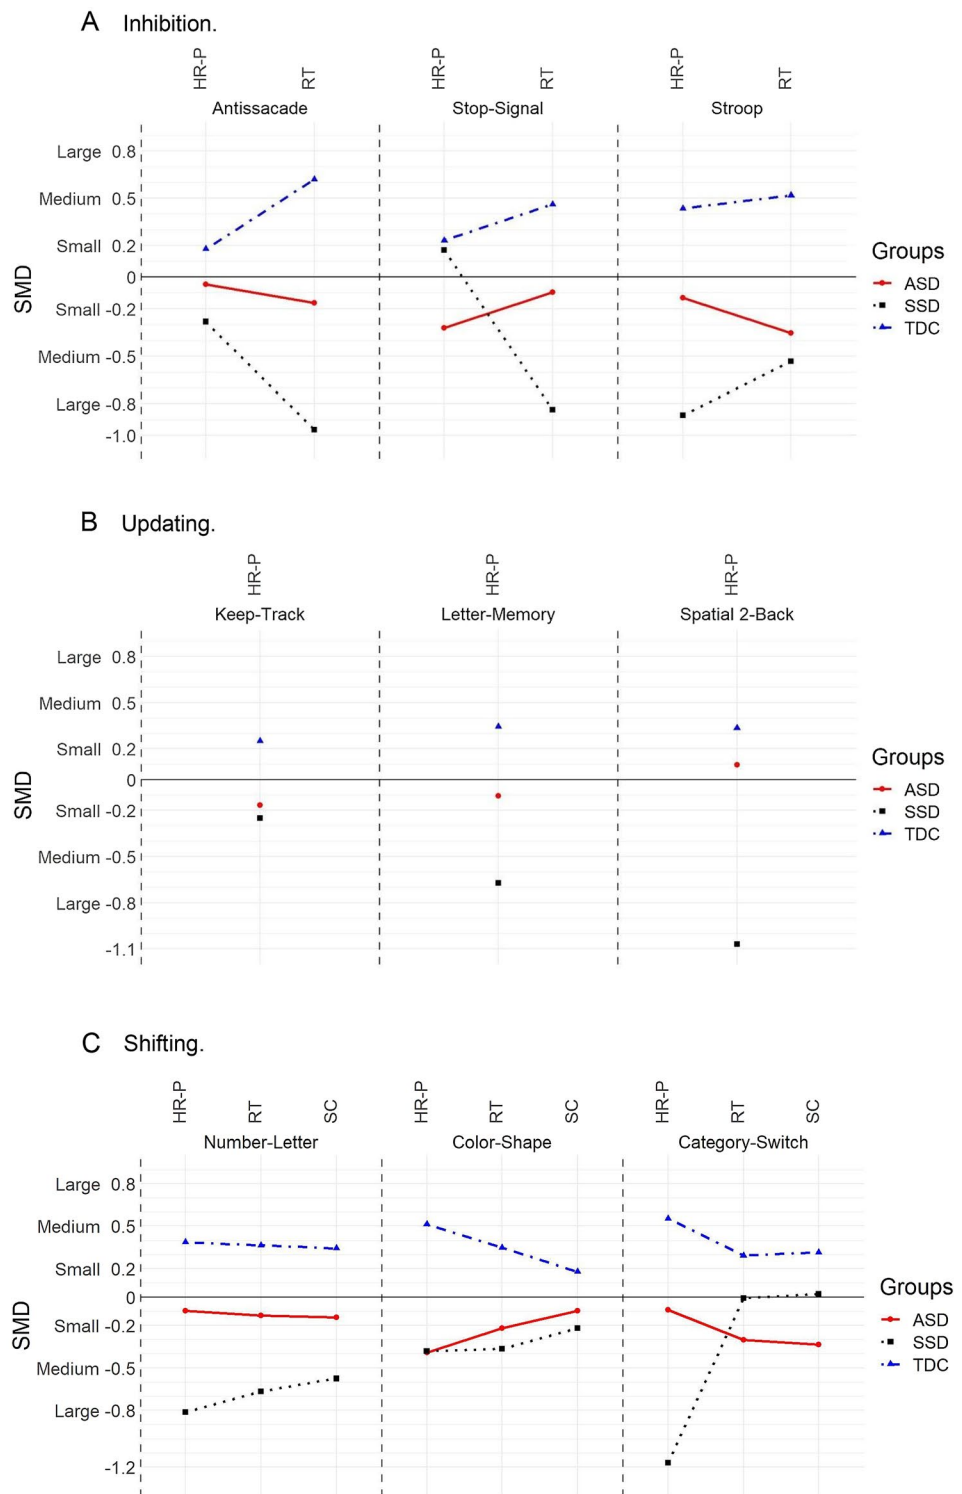 A Inhibition.
HR-P RT HR-P RT HR-P RT
Antissacade Stop-Signal Stroop
Large 0.8
Medium 0.5
Small 0.2
0
Small -0.2
Medium -0.5
Large -0.8
-1.0
SMD
Groups
ASD
SSD
TDC
B Updating.
HR-P HR-P HR-P
Keep-Track Letter-Memory Spatial 2-Back
Large 0.8
Medium 0.5
Small 0.2
0
Small -0.2
Medium -0.5
Large -0.8
-1.1
SMD
Groups
ASD
SSD
TDC
C Shifting.
HR-P RT SC HR-P RT SC HR-P RT SC
Number-Letter Color-Shape Category-Switch
Large 0.8
Medium 0.5
Small 0.2
0
Small -0.2
Medium -0.5
Large -0.8
-1.2
SMD
Groups
ASD
SSD
TDC